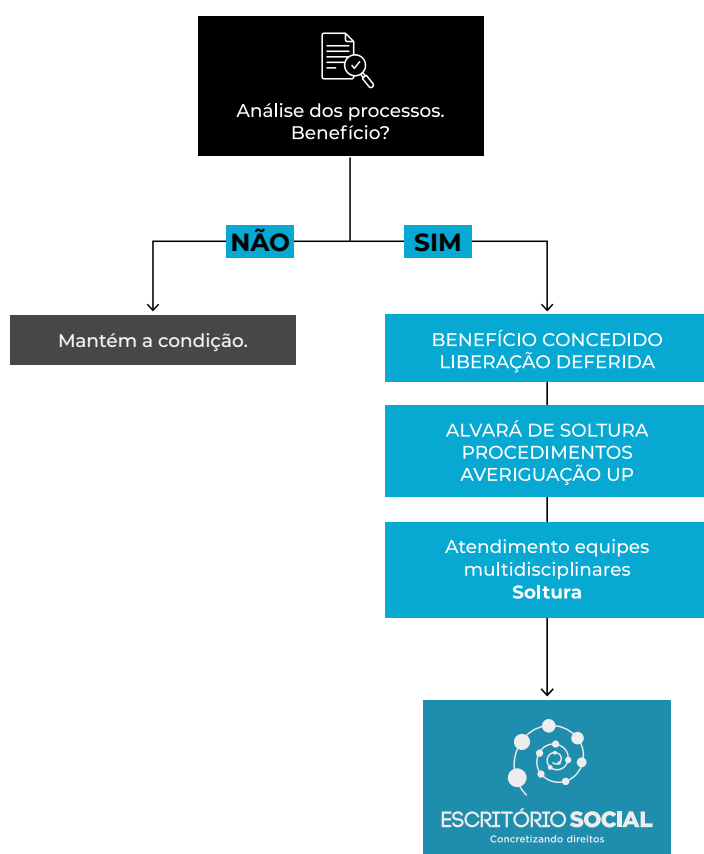 Análise dos processos.
Benefício?
NÃO
SIM
Mantém a condição.
BENEFÍCIO CONCEDIDO
LIBERAÇÃO DEFERIDA
ALVARÁ DE SOLTURA
PROCEDIMENTOS
AVERIGUAÇÃO UP
Atendimento equipes
multidisciplinares
Soltura
ESCRITÓRIO SOCIAL
Concretizando direitos